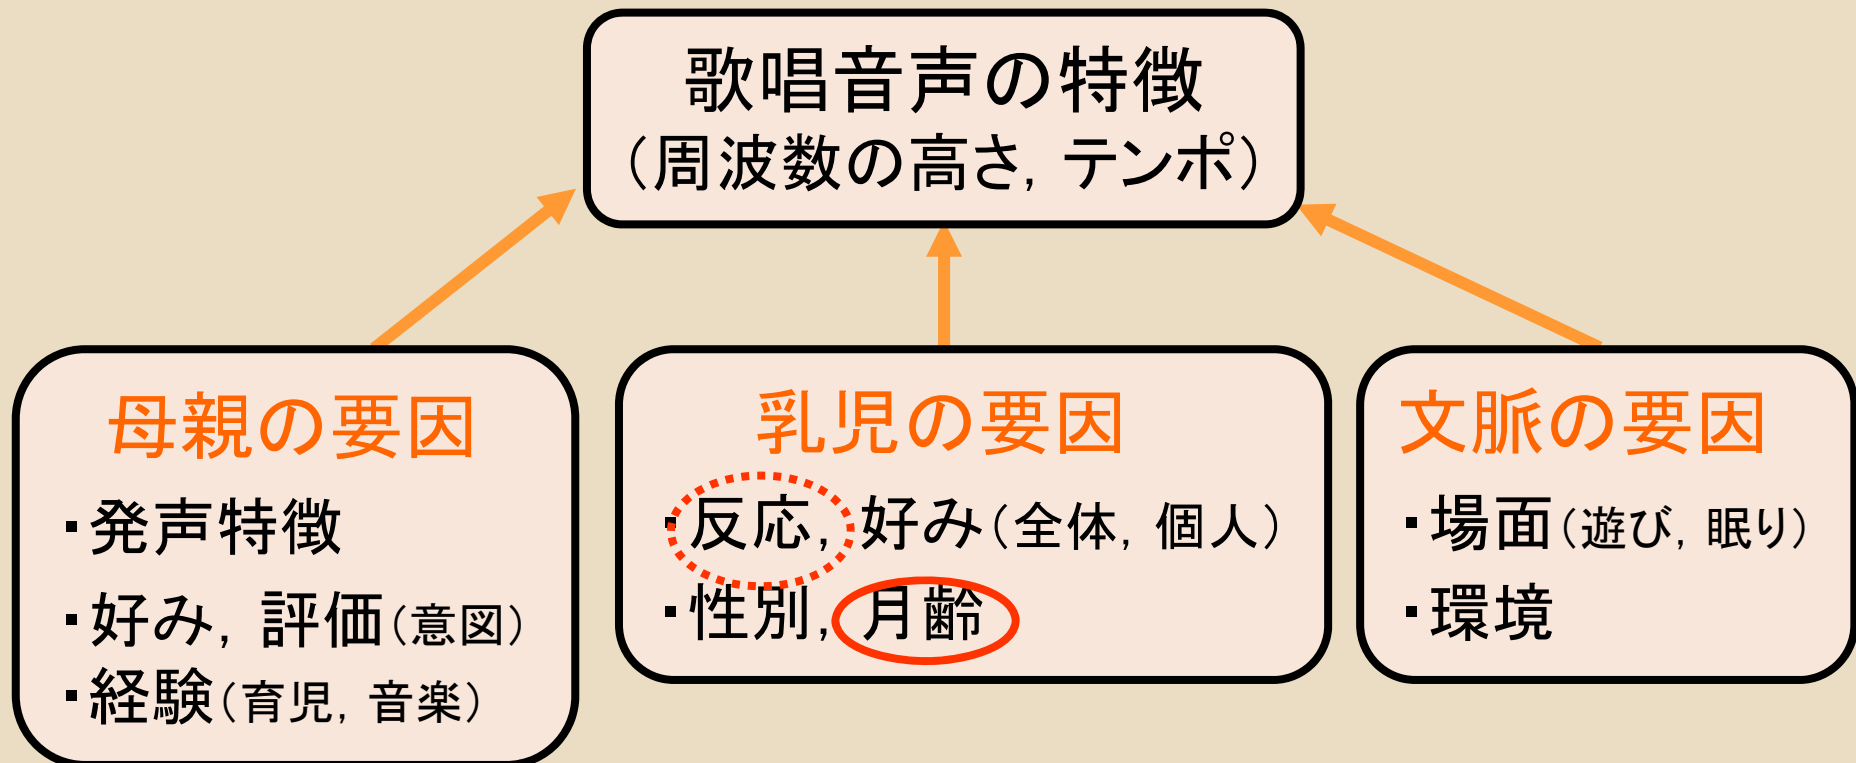 歌唱音声の特徴
（周波数の高さ, テンポ）
母親の要因
・発声特徴
・好み, 評価（意図）
・経験（育児, 音楽）
乳児の要因
・反応, 好み（全体, 個人）
・性別, 月齢
文脈の要因
・場面（遊び, 眠り）
・環境